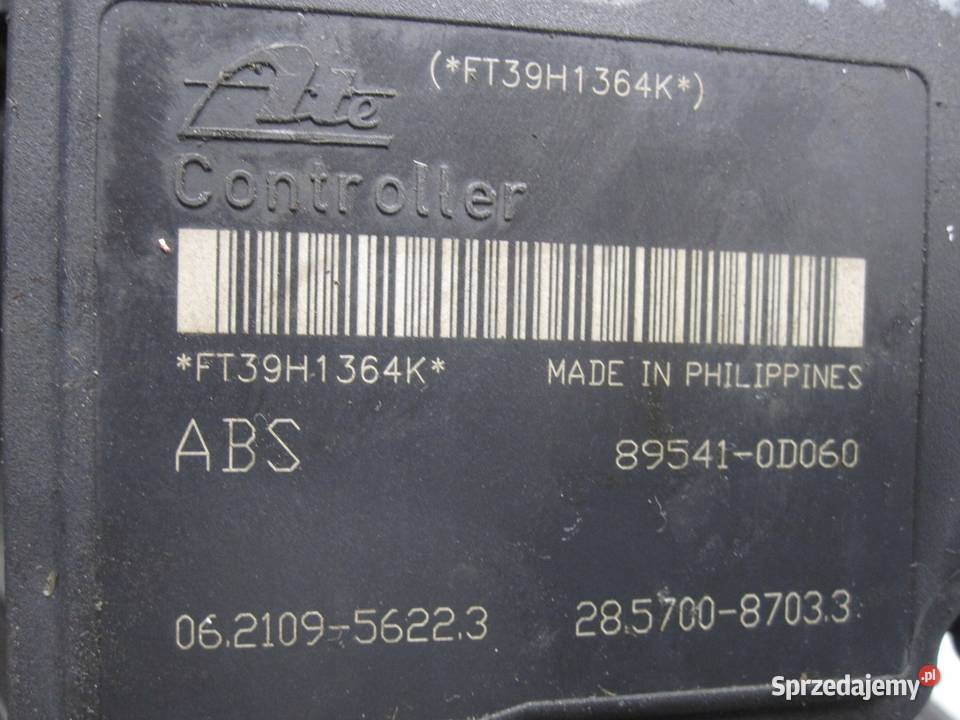 Ate (*FT39H1364K*)
Controller
*FT39H1364K* MADE IN PHILIPPINES
ABS 89541-0D060
06.2109-5622.3 28.5700-8703.3
Sprzedajemy.pl